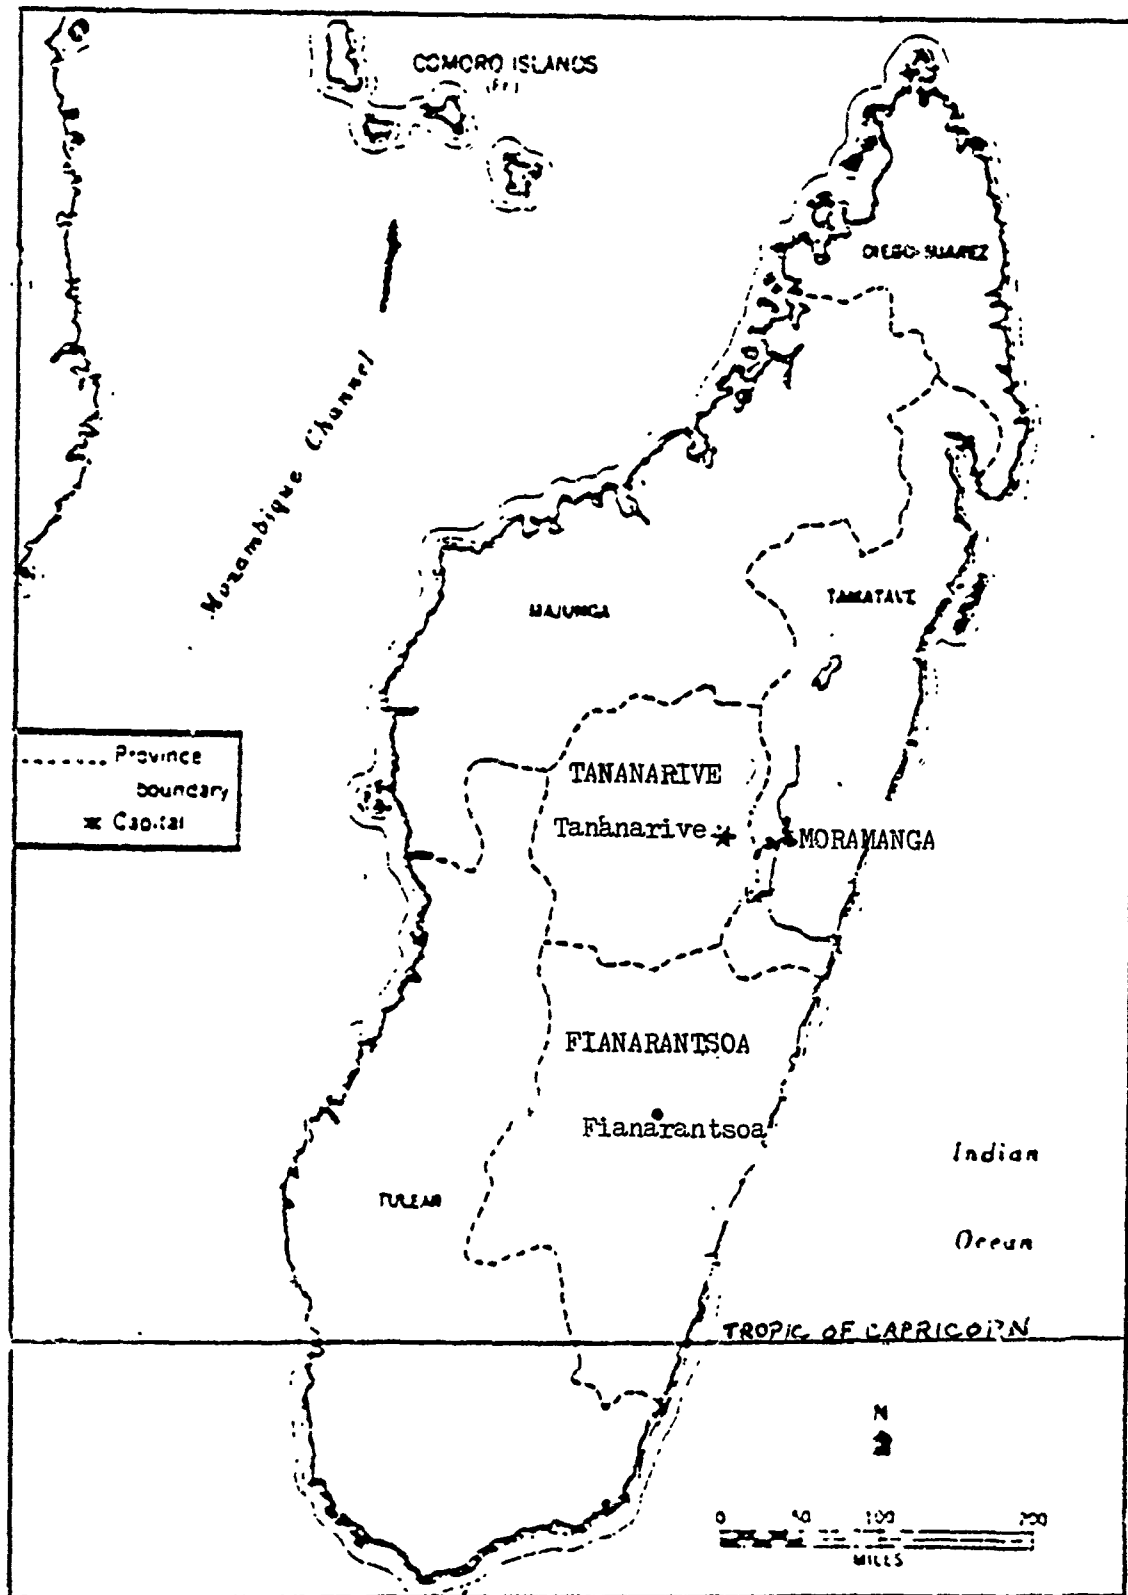 COMORO ISLANDS
(Fr)
DIEGO-SUAREZ
Mozambique Channel
MAJUNGA
TAMATAVE
Province
boundary
Capital
TANANARIVE
Tananarive
MORAMANGA
FIANARANTSOA
Fianarantsoa
Indian
TULEAR
Ocean
TROPIC OF CAPRICORN
N
0 50 100 200
MILES